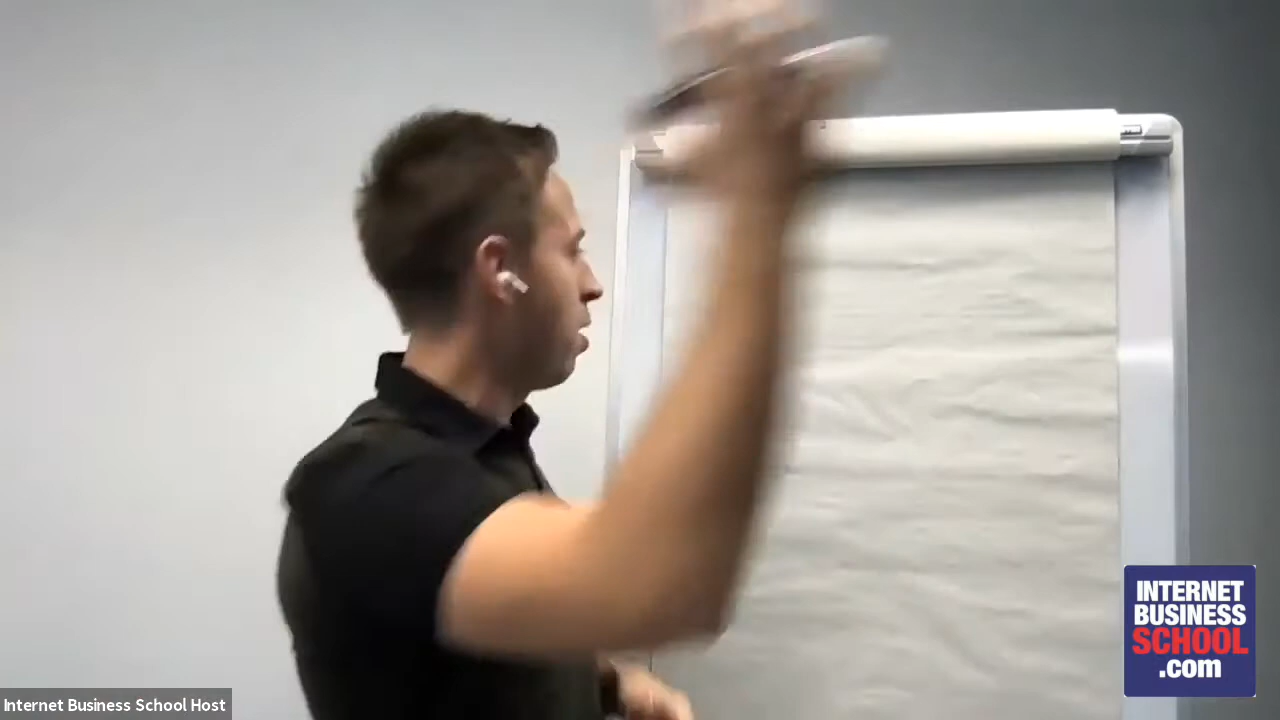 INTERNET
BUSINESS
SCHOOL
.com
Internet Business School Host